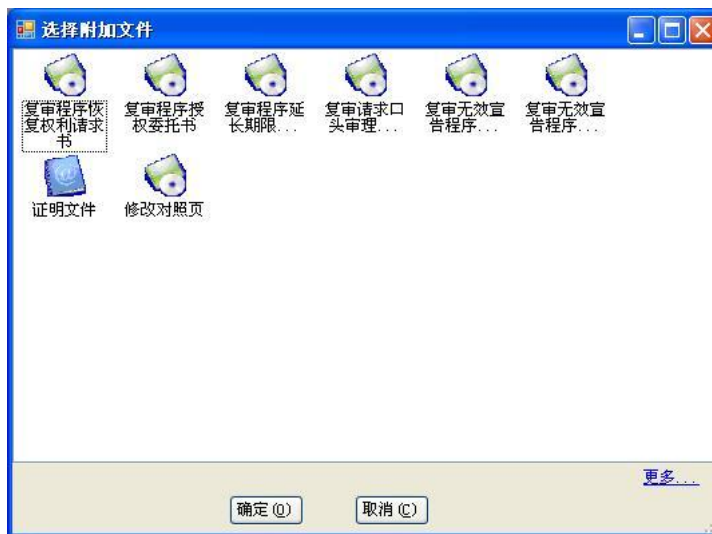 选择附加文件
复审程序恢复权利请求书
复审程序授权委托书
复审程序延长期限...
复审请求口头审理...
复审无效宣告程序...
复审无效宣告程序...
证明文件
修改对照页
更多...
确定(O)
取消(C)